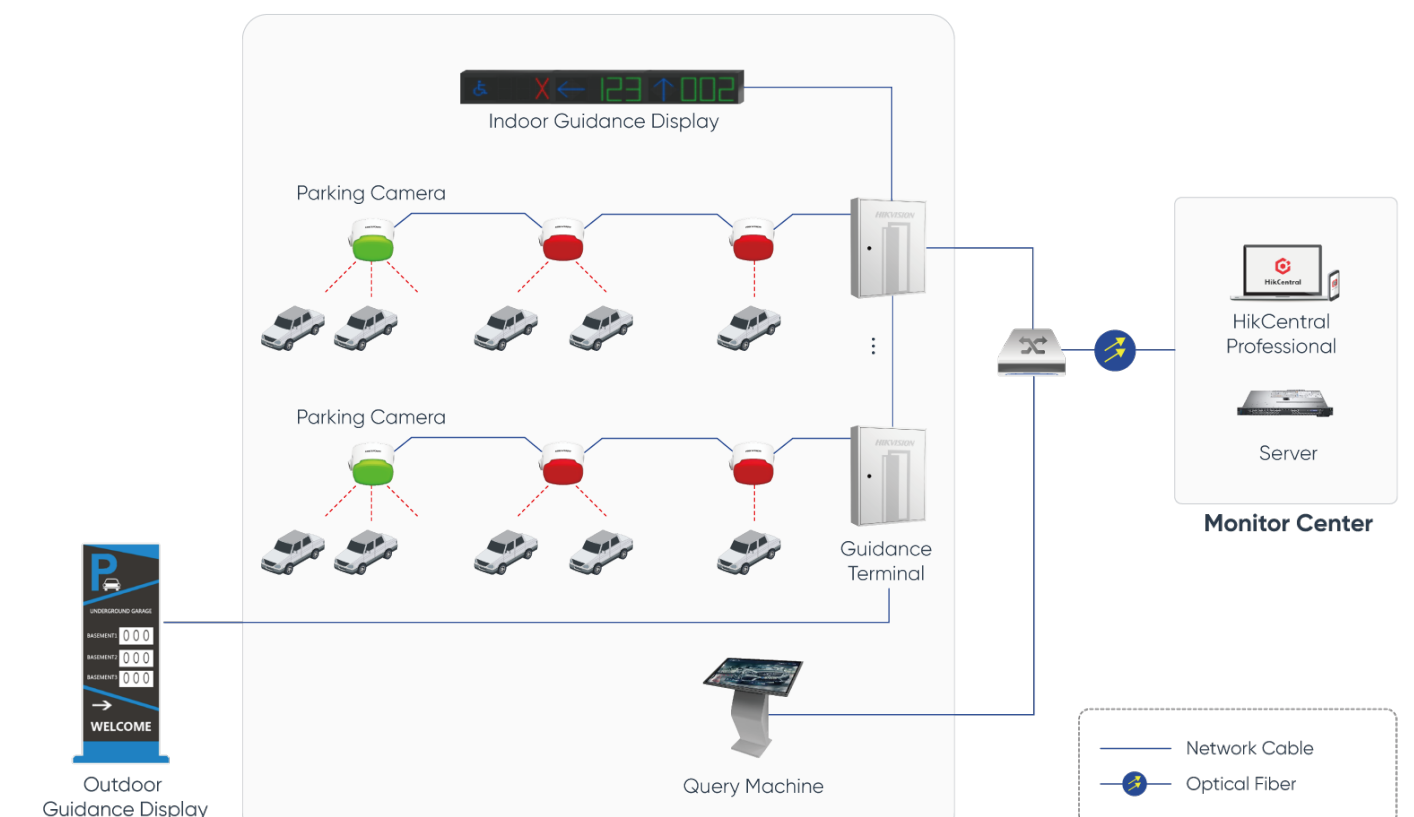 X ← 123 ↑ 002
Indoor Guidance Display
Parking Camera
HIKVISION
HikCentral
HikCentral
Professional
Server
Monitor Center
Parking Camera
HIKVISION
Guidance
Terminal
P
UNDERGROUND GARAGE
BASEMENT1 000
BASEMENT2 000
BASEMENT3 000
→
WELCOME
Outdoor
Guidance Display
Query Machine
Network Cable
Optical Fiber